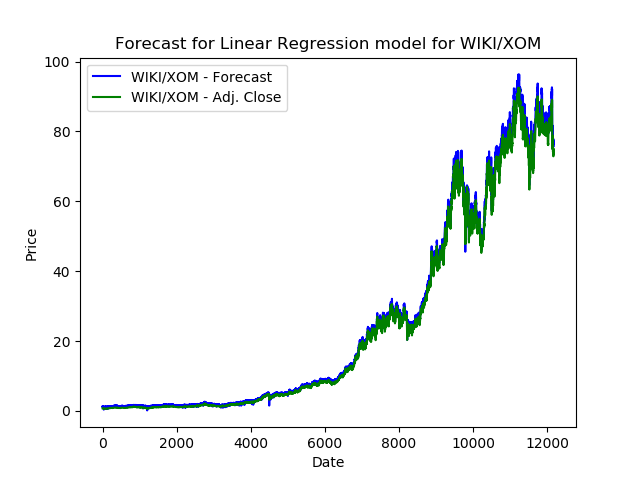 Forecast for Linear Regression model for WIKI/XOM
WIKI/XOM - Forecast
WIKI/XOM - Adj. Close
100
80
60
40
20
0
Price
0 2000 4000 6000 8000 10000 12000
Date